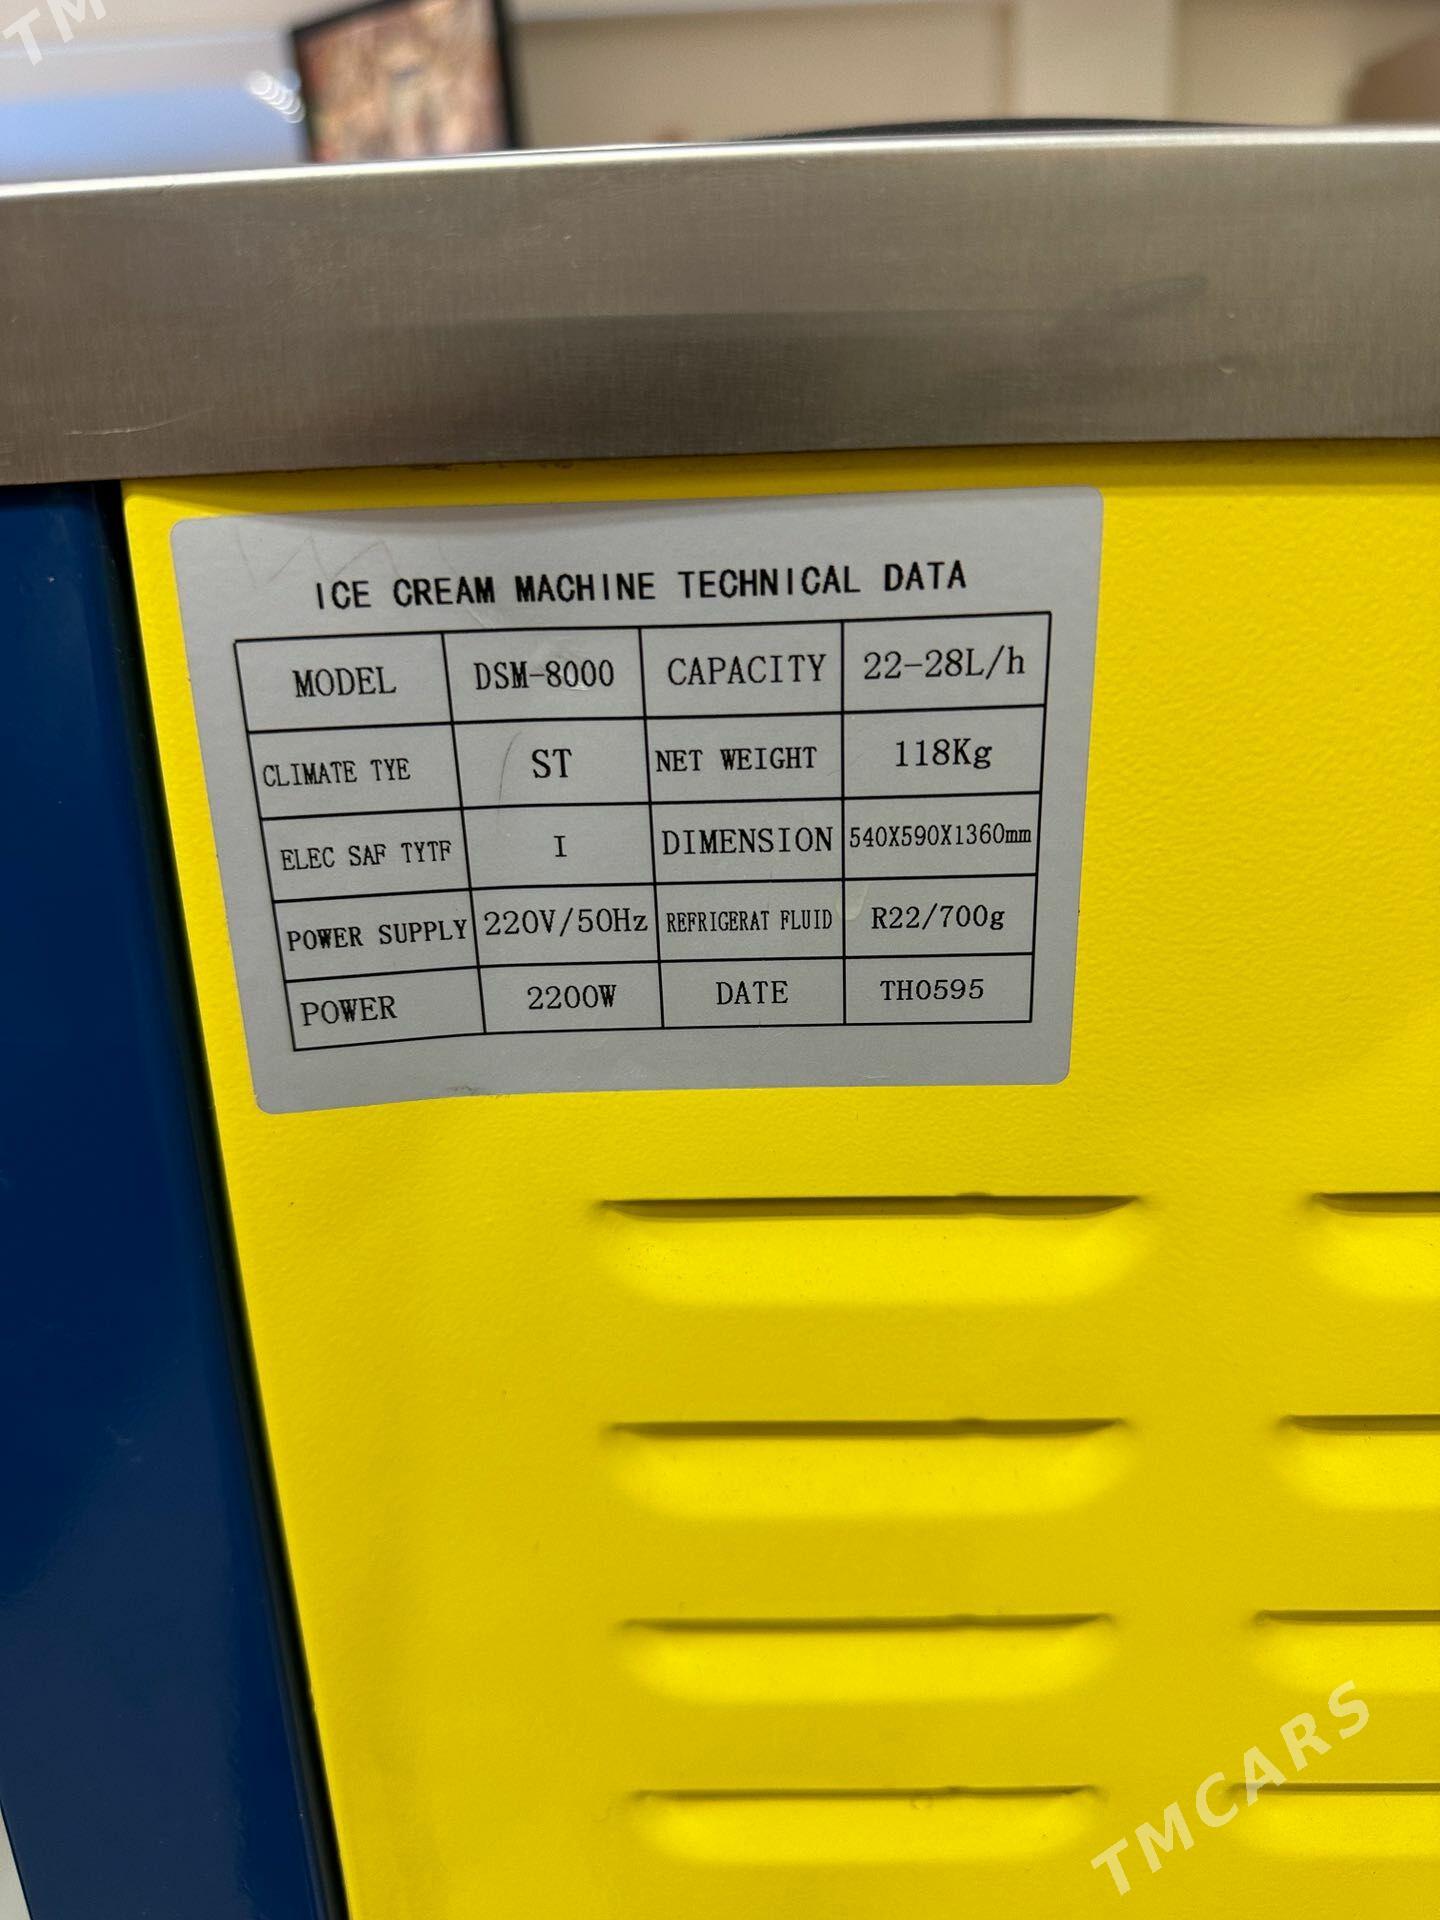 TM
ICE CREAM MACHINE TECHNICAL DATA
MODEL DSM-8000 CAPACITY 22-28L/h
CLIMATE TYE ST NET WEIGHT 118Kg
ELEC SAF TYTF I DIMENSION 540X590X1360mm
POWER SUPPLY 220V/50Hz REFRIGERAT FLUID R22/700g
POWER 2200W DATE TH0595
TMCARS